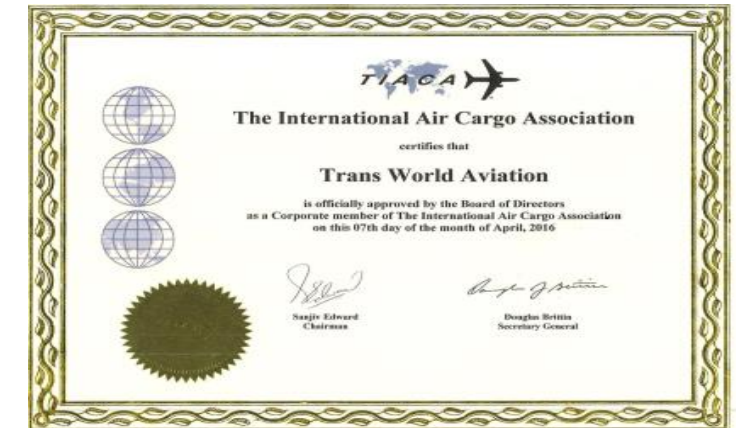 TIACA
The International Air Cargo Association
certifies that
Trans World Aviation
is officially approved by the Board of Directors
as a Corporate member of The International Air Cargo Association
on this 07th day of the month of April, 2016
Sanjiv Edward
Chairman
Douglas Brittin
Secretary General